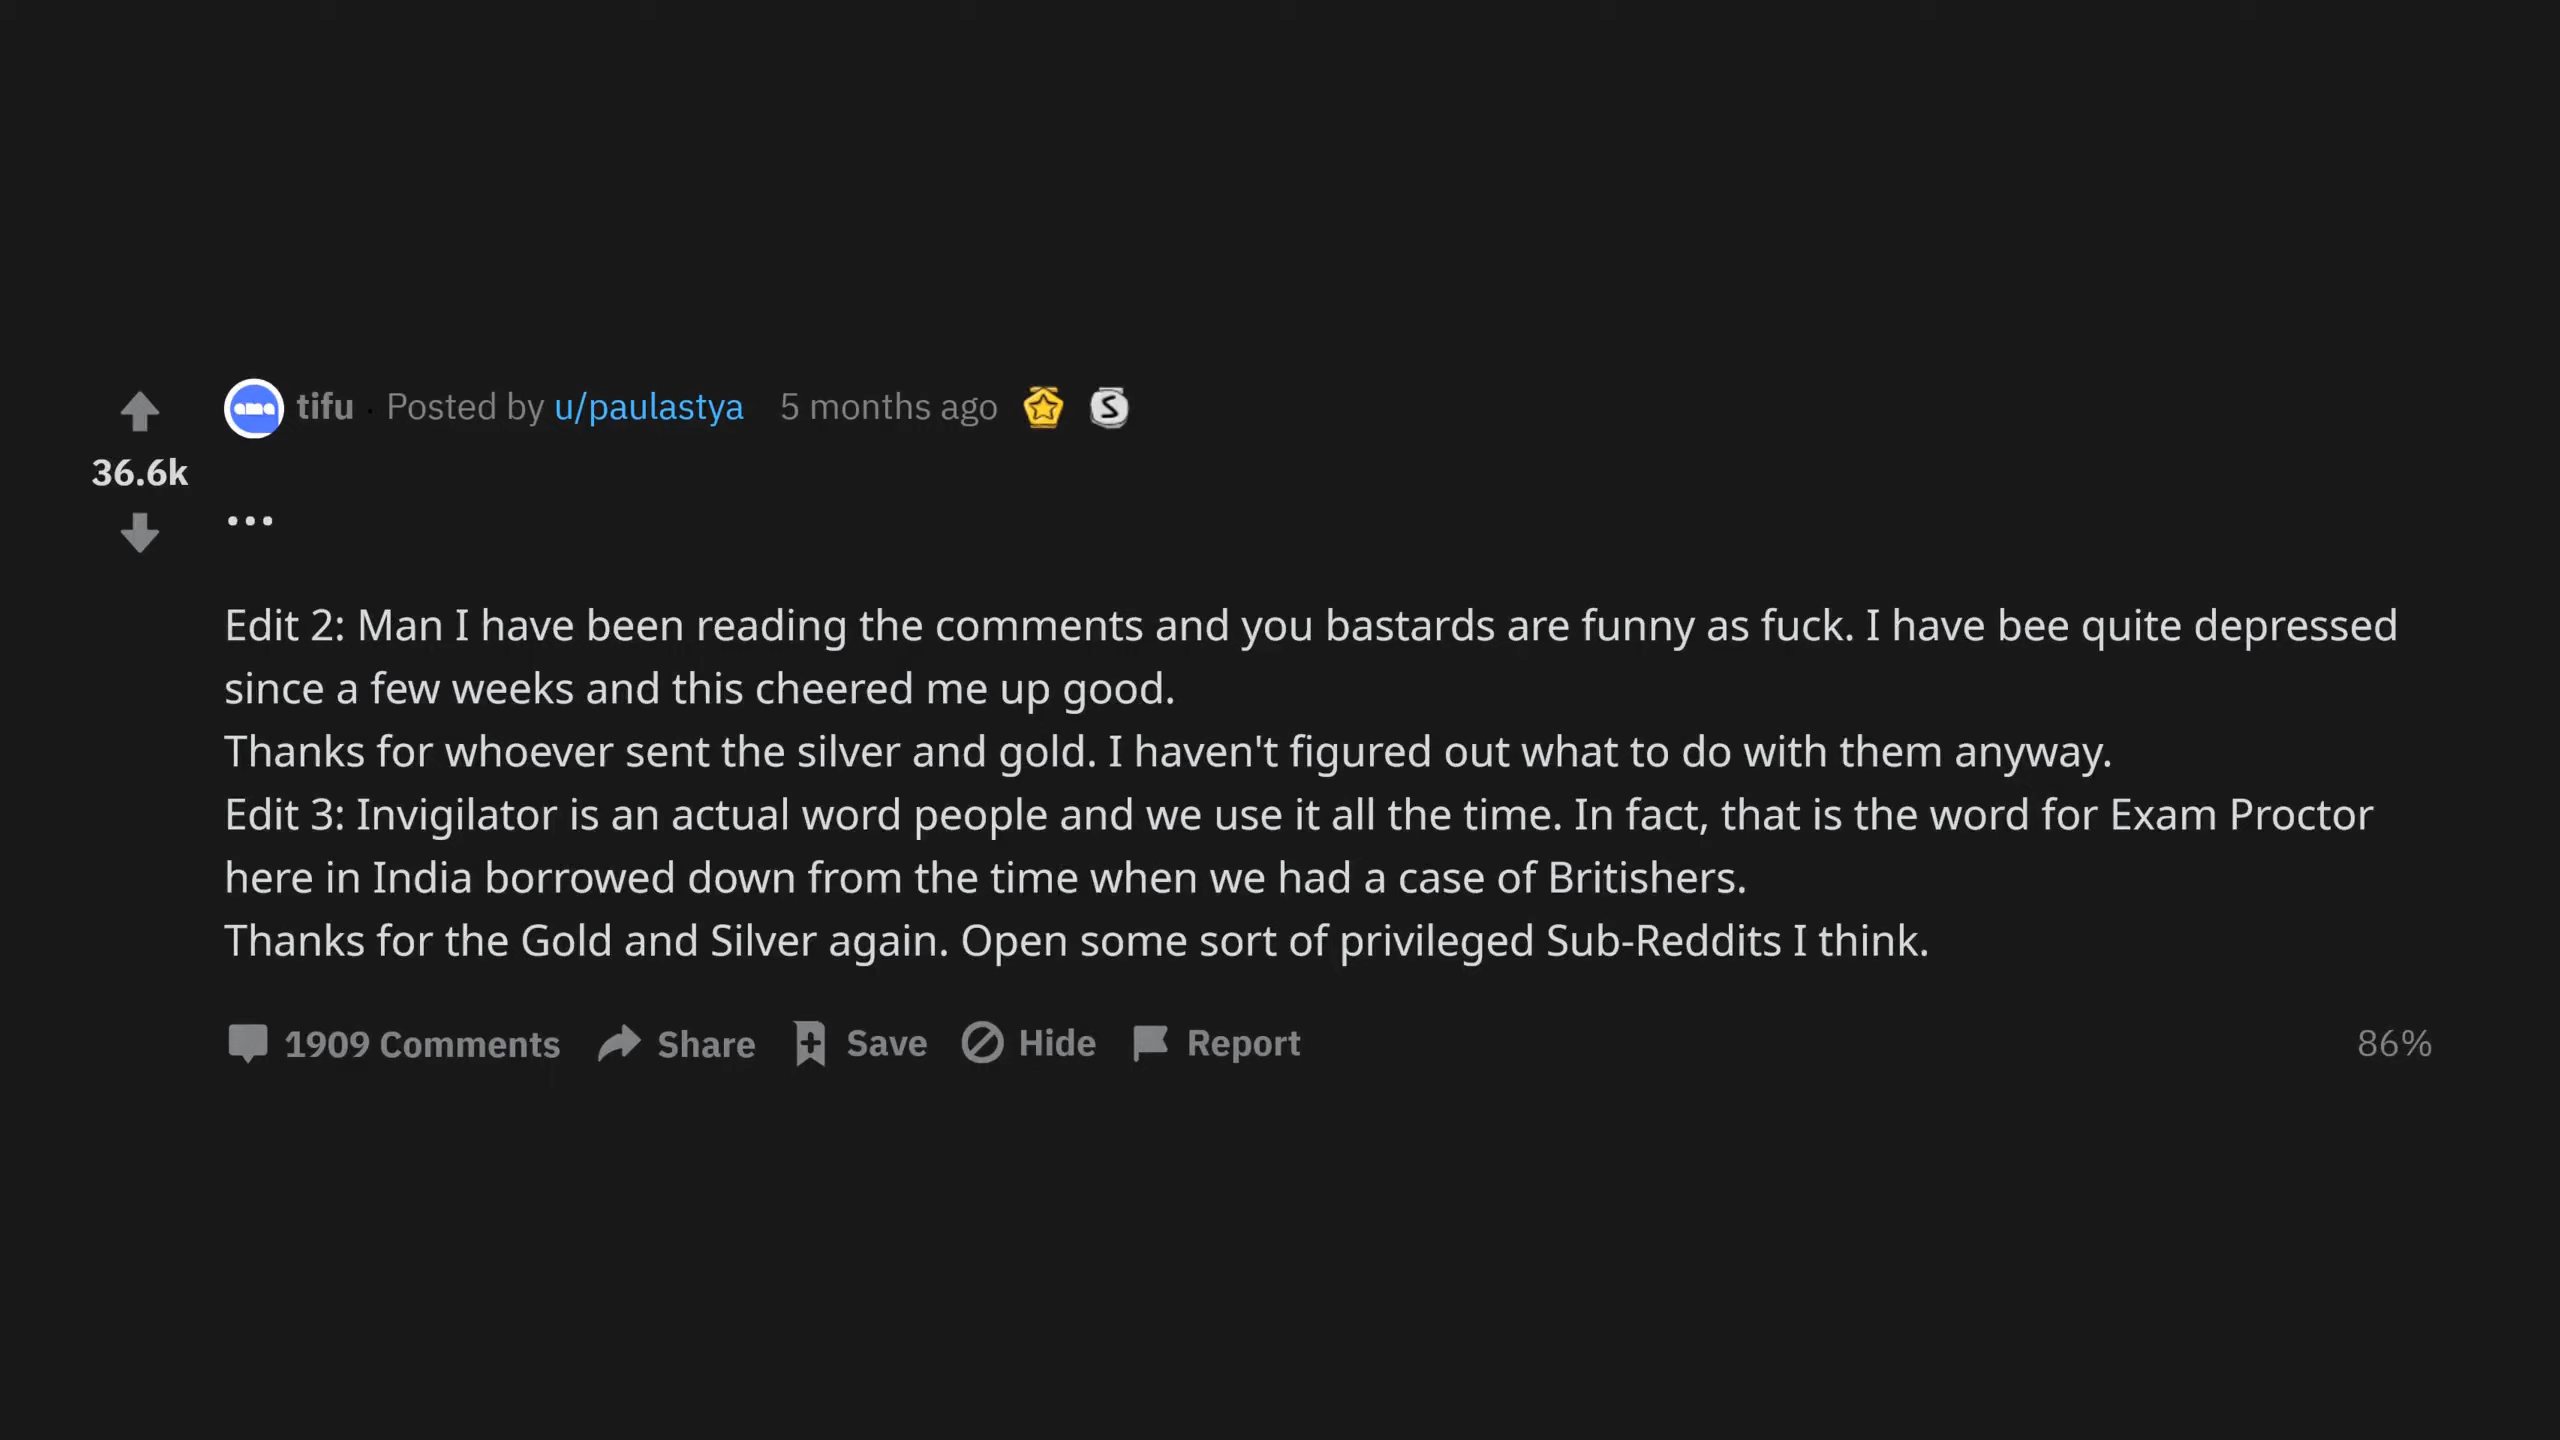 ama tifu · Posted by u/paulastya 5 months ago S
36.6k
...
Edit 2: Man I have been reading the comments and you bastards are funny as fuck. I have bee quite depressed
since a few weeks and this cheered me up good.
Thanks for whoever sent the silver and gold. I haven't figured out what to do with them anyway.
Edit 3: Invigilator is an actual word people and we use it all the time. In fact, that is the word for Exam Proctor
here in India borrowed down from the time when we had a case of Britishers.
Thanks for the Gold and Silver again. Open some sort of privileged Sub-Reddits I think.
1909 Comments Share Save Hide Report 86%